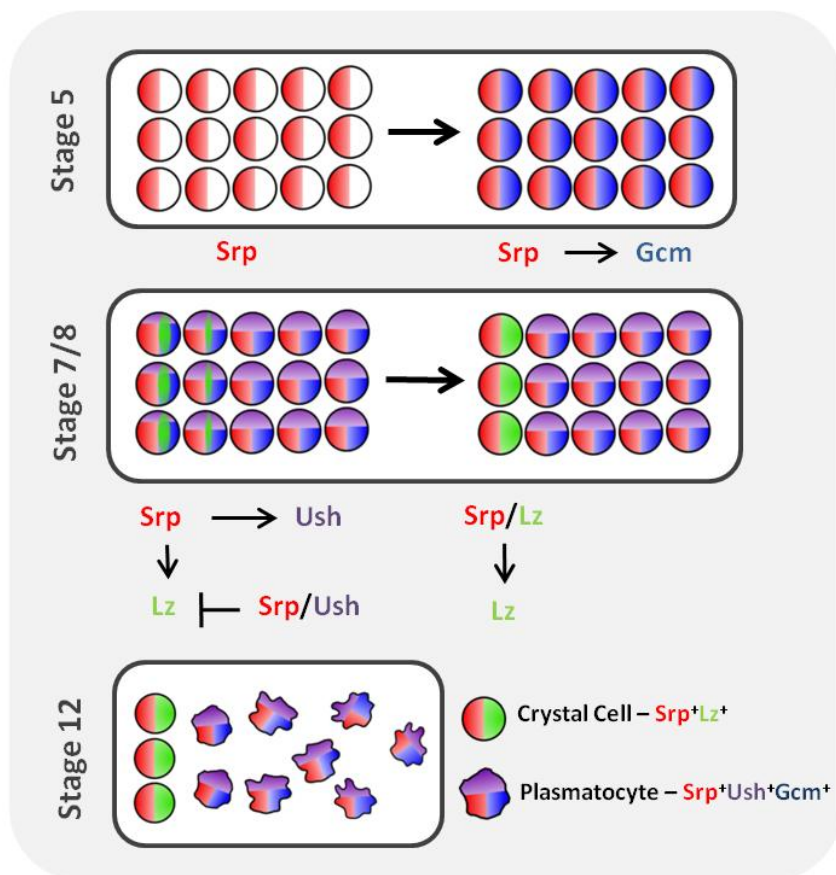 Stage 5
Srp
Srp → Gcm
Stage 7/8
Srp → Ush
Srp/Lz
Lz
Srp/Ush
Lz
Stage 12
Crystal Cell – Srp⁺Lz⁺
Plasmatocyte – Srp⁺Ush⁺Gcm⁺